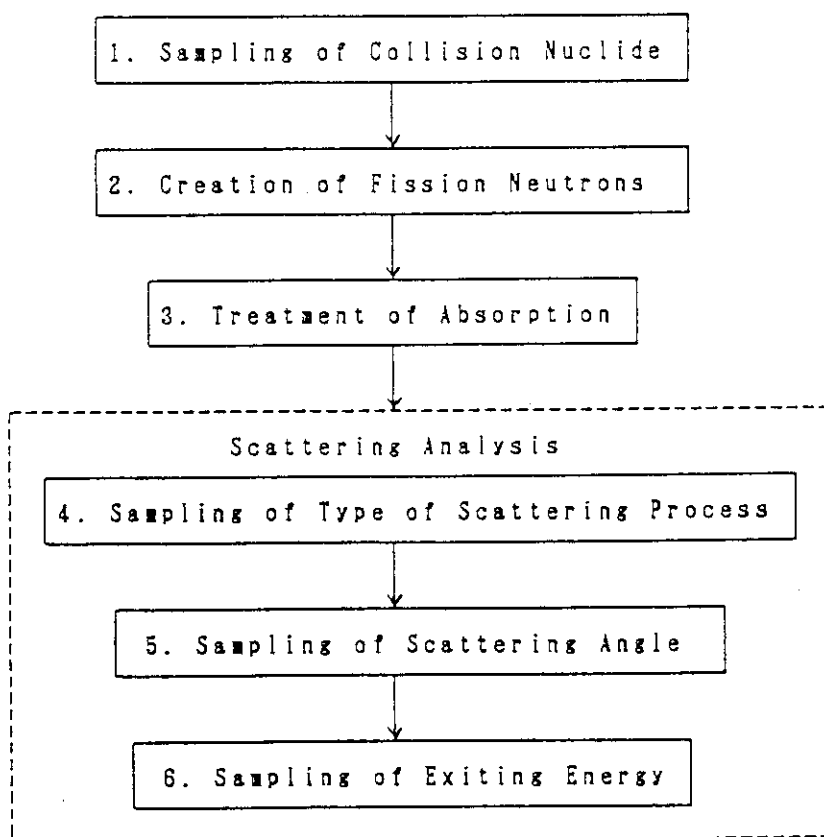 1. Sampling of Collision Nuclide
2. Creation of Fission Neutrons
3. Treatment of Absorption
Scattering Analysis
4. Sampling of Type of Scattering Process
5. Sampling of Scattering Angle
6. Sampling of Exiting Energy